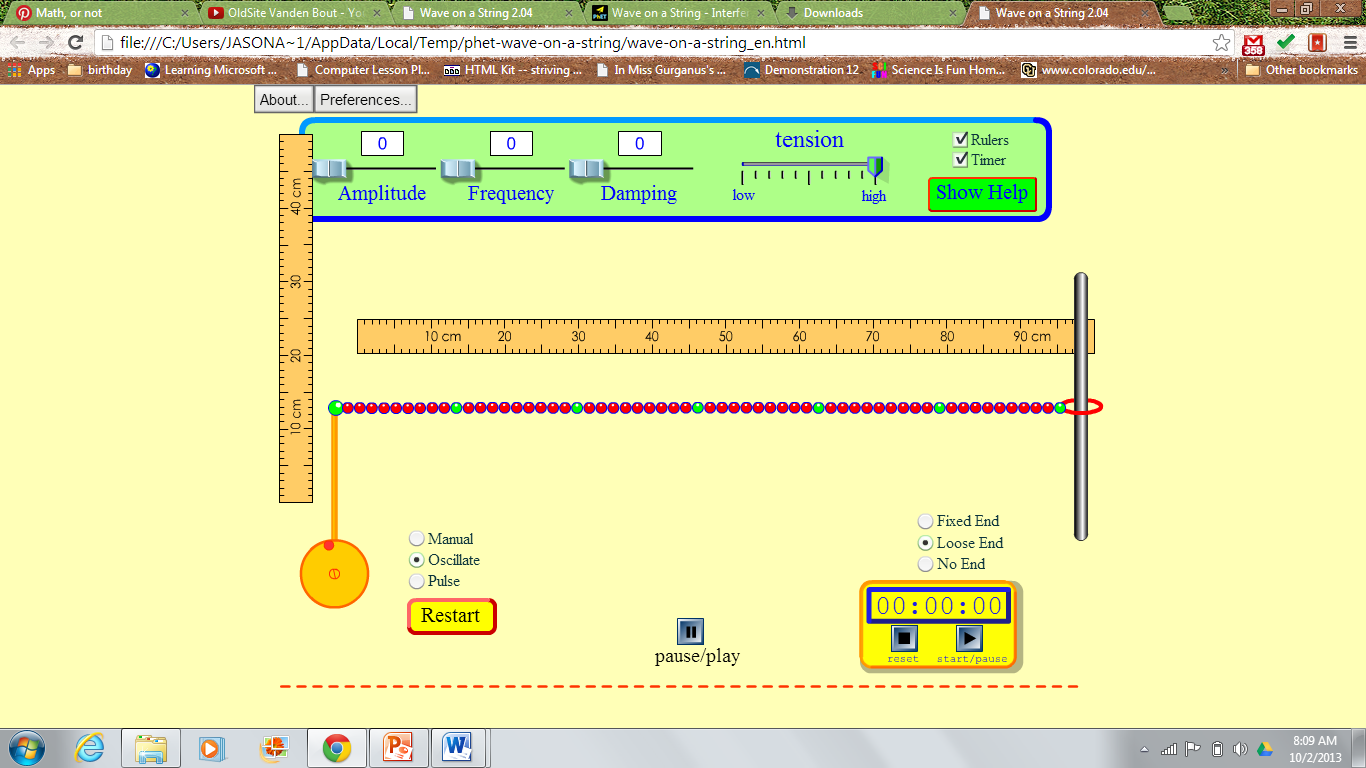 Math, or not
OldSite Vanden Bout - Yo
Wave on a String 2.04
Wave on a String - Interfe
Downloads
Wave on a String 2.04
file:///C:/Users/JASONA~1/AppData/Local/Temp/phet-wave-on-a-string/wave-on-a-string_en.html
358
Apps
birthday
Learning Microsoft ...
Computer Lesson Pl...
HTML Kit -- striving ...
In Miss Gurganus's ...
Demonstration 12
Science Is Fun Hom...
www.colorado.edu/...
»
Other bookmarks
About...
Preferences...
0
0
0
tension
Rulers
Timer
Amplitude
Frequency
Damping
low
high
Show Help
40 cm
30
20
10 cm
10 cm
20
30
40
50
60
70
80
90 cm
Manual
Oscillate
Pulse
Restart
Fixed End
Loose End
No End
00:00:00
reset
start/pause
pause/play
8:09 AM
10/2/2013